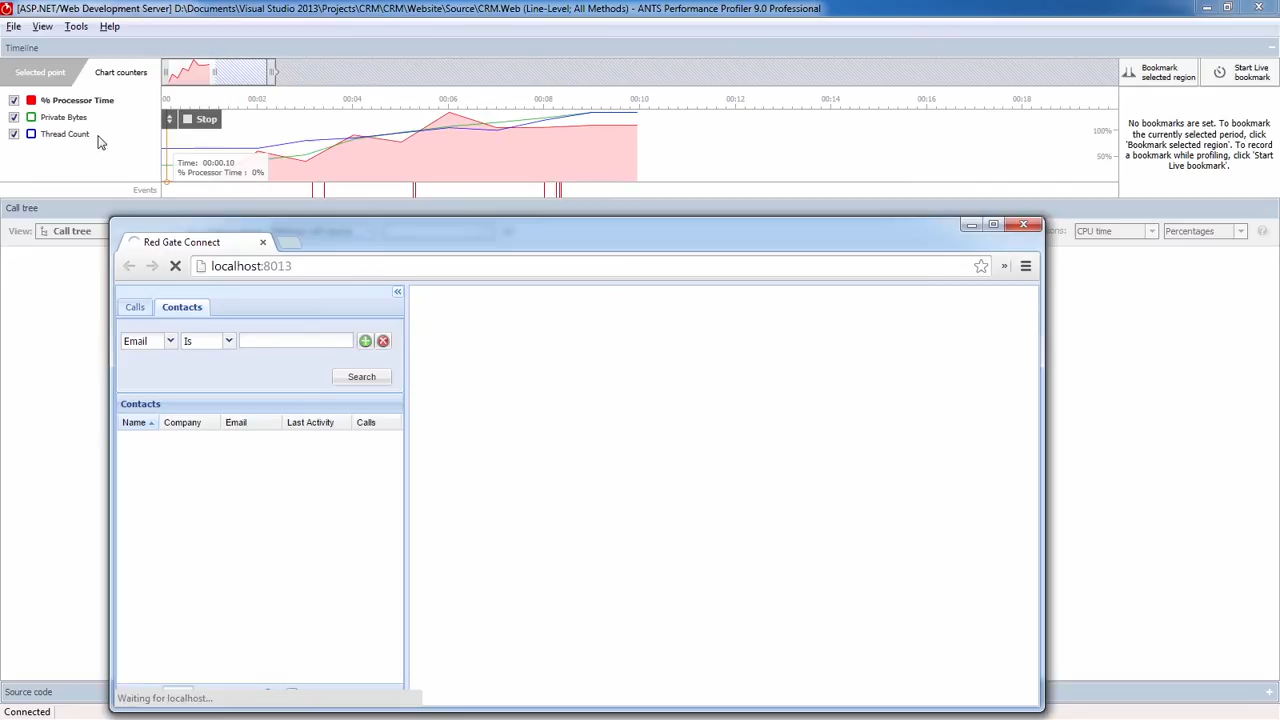 [ASP.NET/Web Development Server] D:\Documents\Visual Studio 2013\Projects\CRM\CRM\Website\Source\CRM.Web (Line-Level; All Methods) - ANTS Performance Profiler 9.0 Professional
File View Tools Help
Timeline
Selected point Chart counters
Bookmark selected region
Start Live bookmark
% Processor Time
Private Bytes
Thread Count
00 00:02 00:04 00:06 00:08 00:10 00:12 00:14 00:16 00:18
Stop
100%
50%
Time: 00:00.10
% Processor Time : 0%
Events
No bookmarks are set. To bookmark
the currently selected period, click
'Bookmark selected region'. To record
a bookmark while profiling, click 'Start
Live bookmark'.
Call tree
View: Call tree
CPU time Percentages
Red Gate Connect
localhost:8013
Calls Contacts
Email Is
Search
Contacts
Name Company Email Last Activity Calls
Waiting for localhost...
Source code
Connected